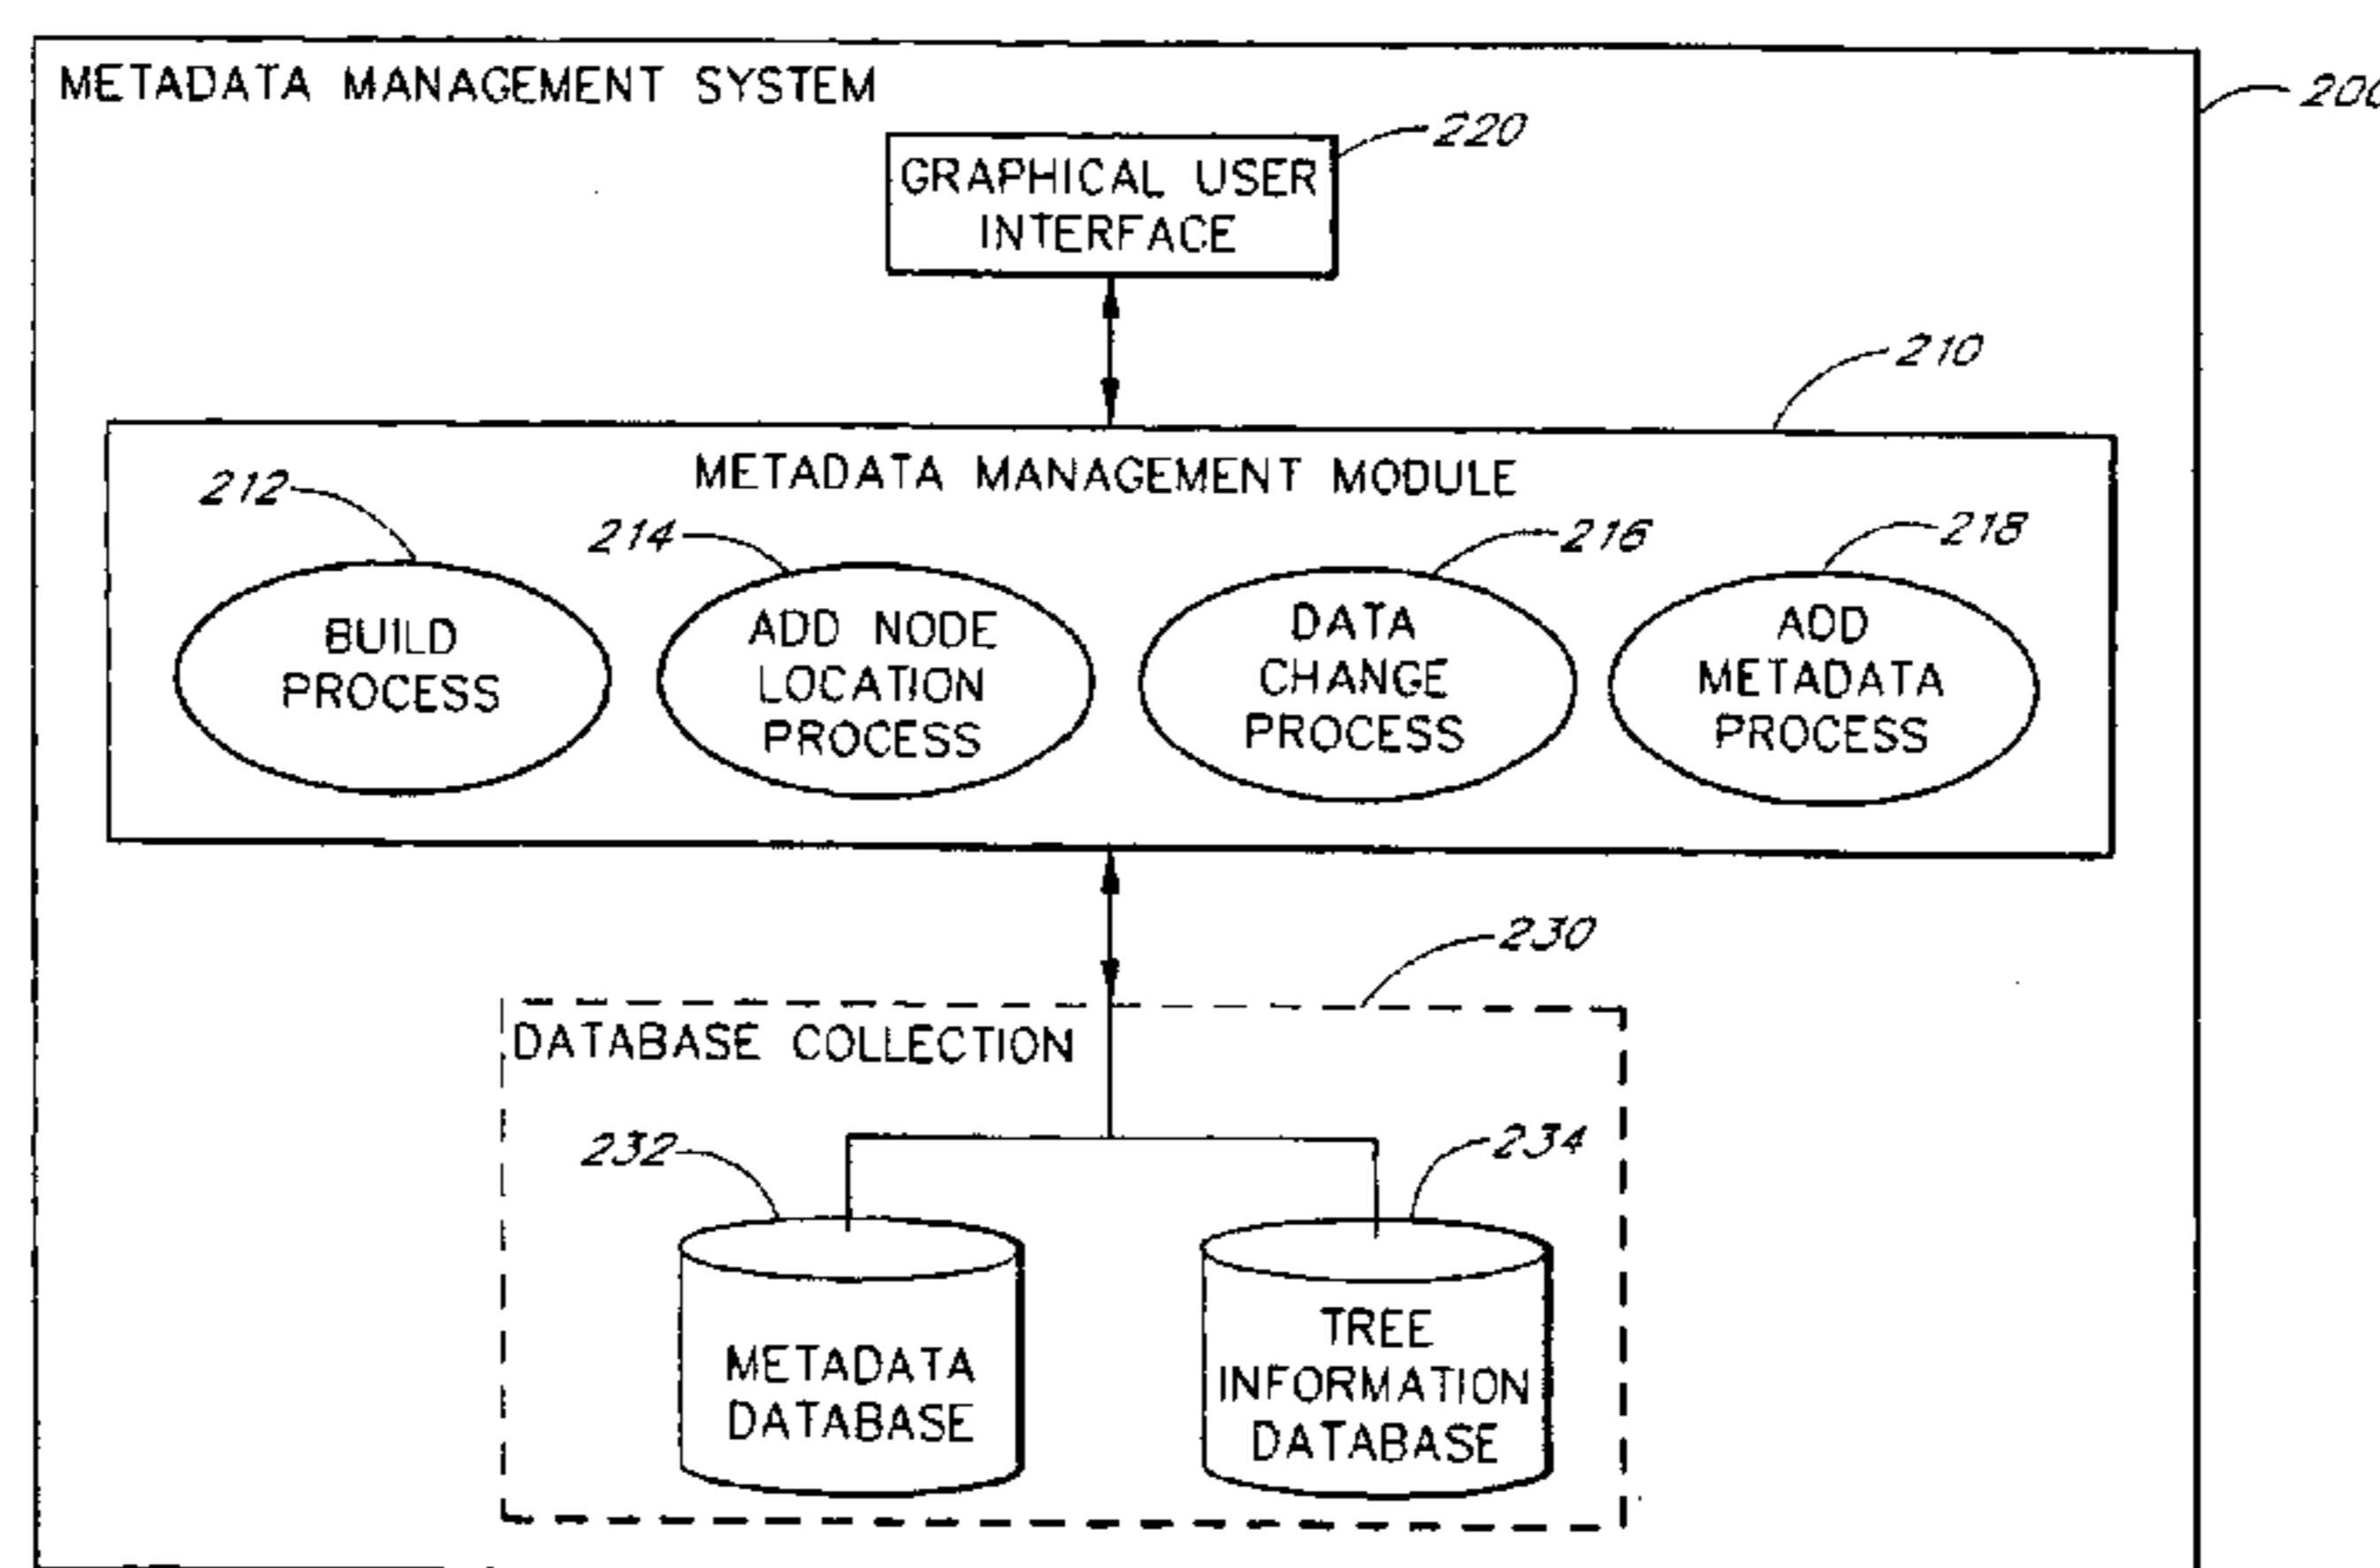 METADATA MANAGEMENT SYSTEM
200
220
GRAPHICAL USER
INTERFACE
210
METADATA MANAGEMENT MODULE
212
214
216
218
BUILD
PROCESS
ADD NODE
LOCATION
PROCESS
DATA
CHANGE
PROCESS
ADD
METADATA
PROCESS
230
DATABASE COLLECTION
232
234
METADATA
DATABASE
TREE
INFORMATION
DATABASE